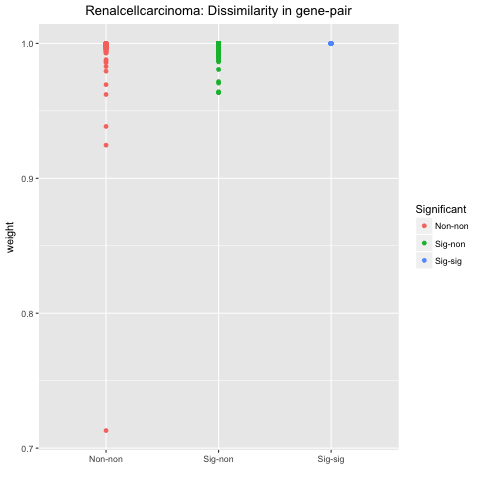 Renalcellcarcinoma: Dissimilarity in gene-pair
1.0
0.9
0.8
0.7
weight
Non-non
Sig-non
Sig-sig
Significant
Non-non
Sig-non
Sig-sig